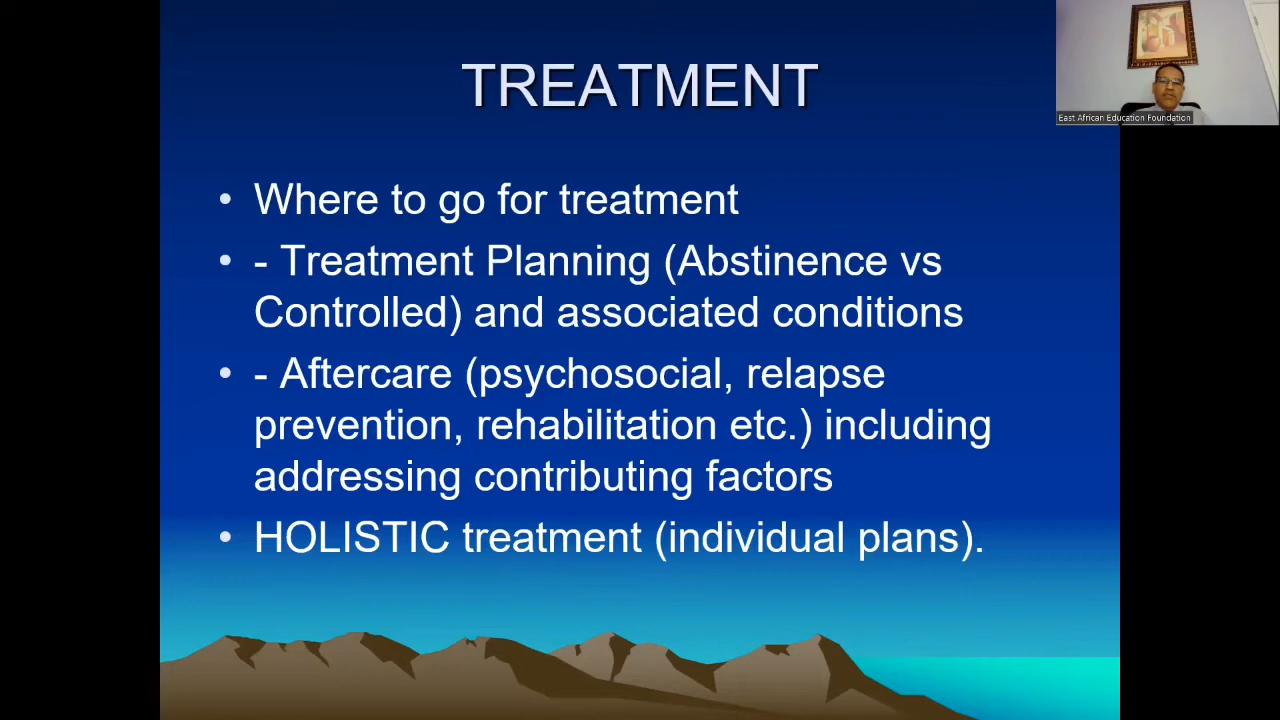 TREATMENT
East African Education Foundation
• Where to go for treatment
• - Treatment Planning (Abstinence vs
Controlled) and associated conditions
• - Aftercare (psychosocial, relapse
prevention, rehabilitation etc.) including
addressing contributing factors
• HOLISTIC treatment (individual plans).